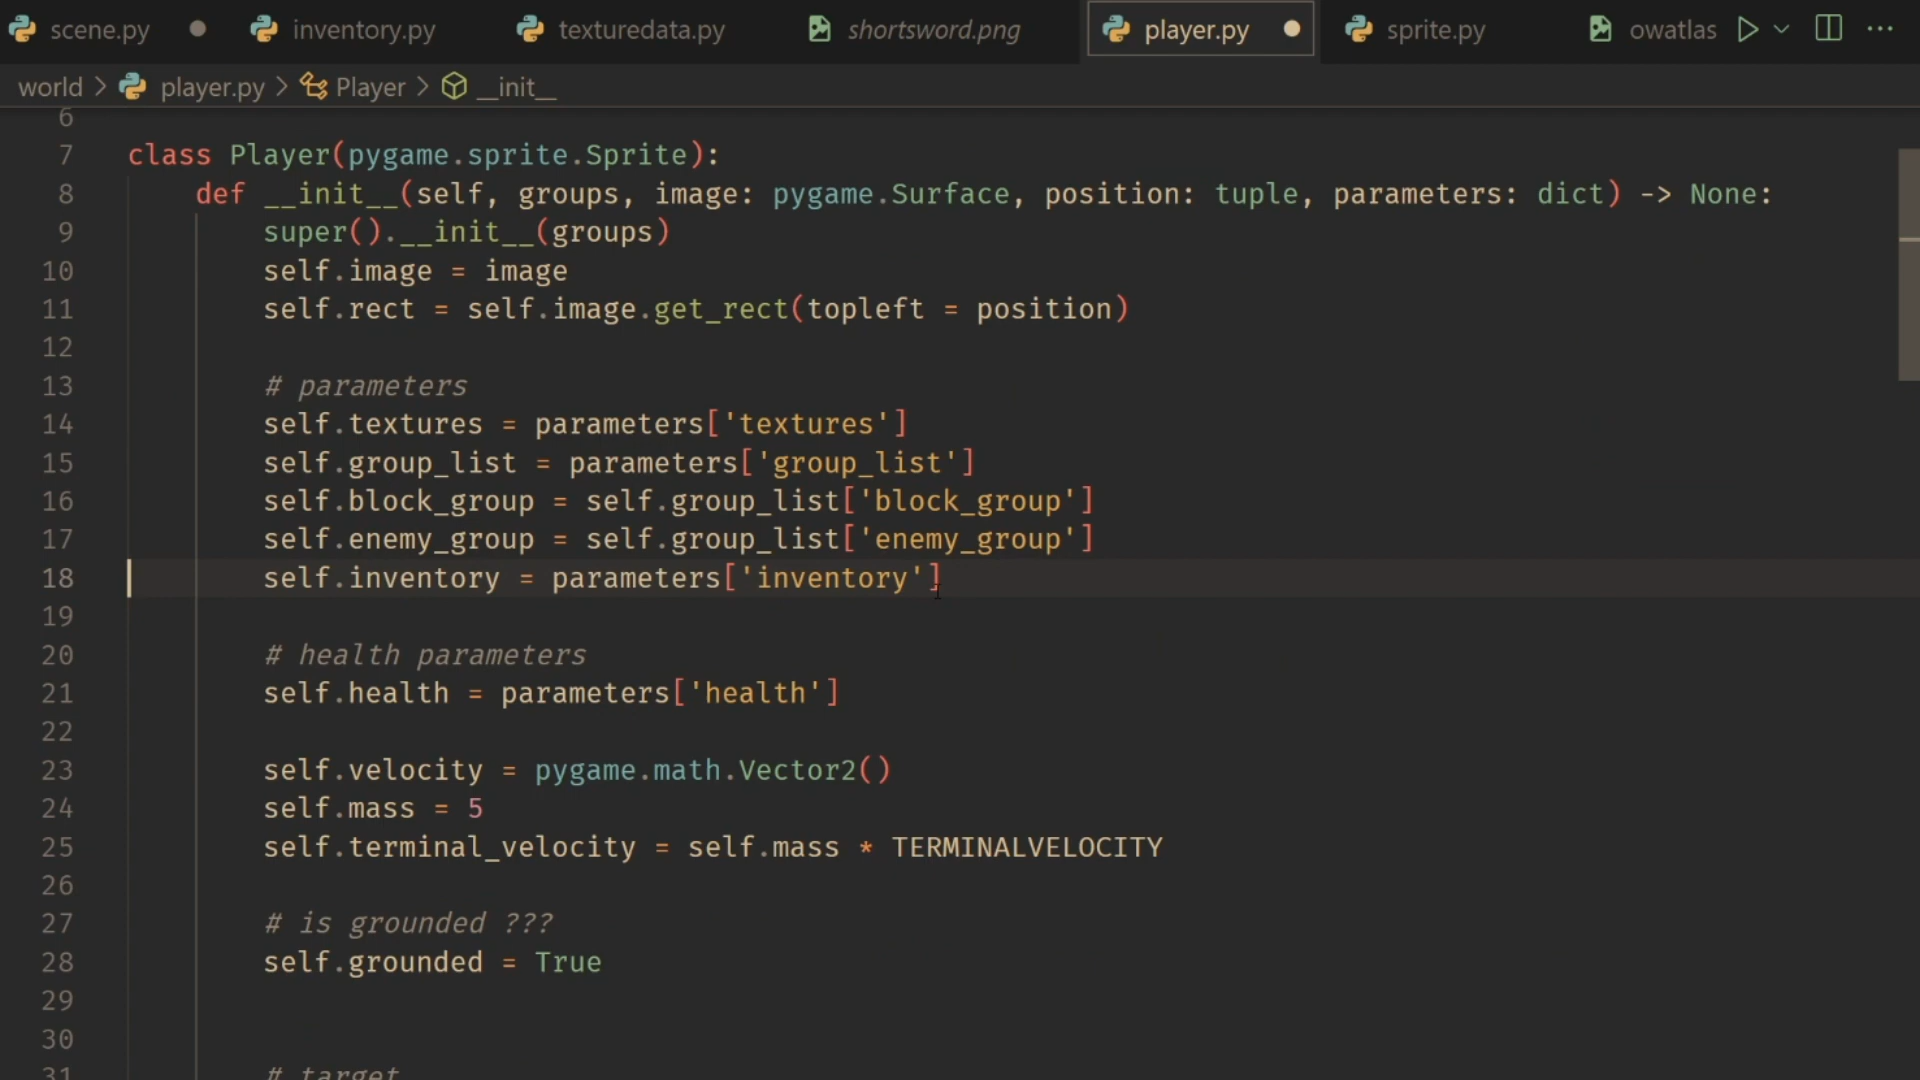 scene.py inventory.py texturedata.py shortsword.png player.py sprite.py owatlas
world > player.py > Player > __init__
6
7 class Player(pygame.sprite.Sprite):
8 def __init__(self, groups, image: pygame.Surface, position: tuple, parameters: dict) -> None:
9 super().__init__(groups)
10 self.image = image
11 self.rect = self.image.get_rect(topleft = position)
12
13 # parameters
14 self.textures = parameters['textures']
15 self.group_list = parameters['group_list']
16 self.block_group = self.group_list['block_group']
17 self.enemy_group = self.group_list['enemy_group']
18 self.inventory = parameters['inventory']
19
20 # health parameters
21 self.health = parameters['health']
22
23 self.velocity = pygame.math.Vector2()
24 self.mass = 5
25 self.terminal_velocity = self.mass * TERMINALVELOCITY
26
27 # is grounded ???
28 self.grounded = True
29
30
31 # target